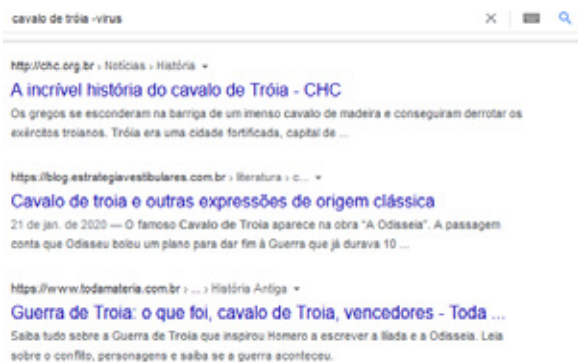 cavalo de tróia -virus
http://chc.org.br › Notícias › História
A incrível história do cavalo de Tróia - CHC
Os gregos se esconderam na barriga de um imenso cavalo de madeira e conseguiram derrotar os
exércitos troianos. Tróia era uma cidade fortificada, capital de ...
https://blog.estrategiavestibulares.com.br › literatura › c...
Cavalo de troia e outras expressões de origem clássica
21 de jan. de 2020 — O famoso Cavalo de Troia aparece na obra "A Odisseia". A passagem
conta que Odisseu bolou um plano para dar fim à Guerra que já durava 10 ...
https://www.todamateria.com.br › ... › História Antiga
Guerra de Troia: o que foi, cavalo de Troia, vencedores - Toda ...
Saiba tudo sobre a Guerra de Troia que inspirou Homero a escrever a Ilíada e a Odisseia. Leia
sobre o conflito, personagens e saiba se a guerra aconteceu.